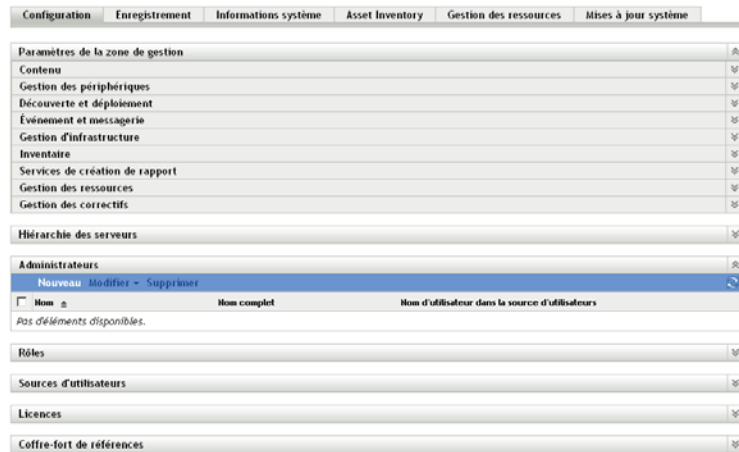 Configuration Enregistrement Informations système Asset Inventory Gestion des ressources Mises à jour système
Paramètres de la zone de gestion
Contenu
Gestion des périphériques
Découverte et déploiement
Événement et messagerie
Gestion d'infrastructure
Inventaire
Services de création de rapport
Gestion des ressources
Gestion des correctifs
Hiérarchie des serveurs
Administrateurs
Nouveau Modifier Supprimer
Nom Nom complet Nom d'utilisateur dans la source d'utilisateurs
Pas d'éléments disponibles.
Rôles
Sources d'utilisateurs
Licences
Coffre-fort de références